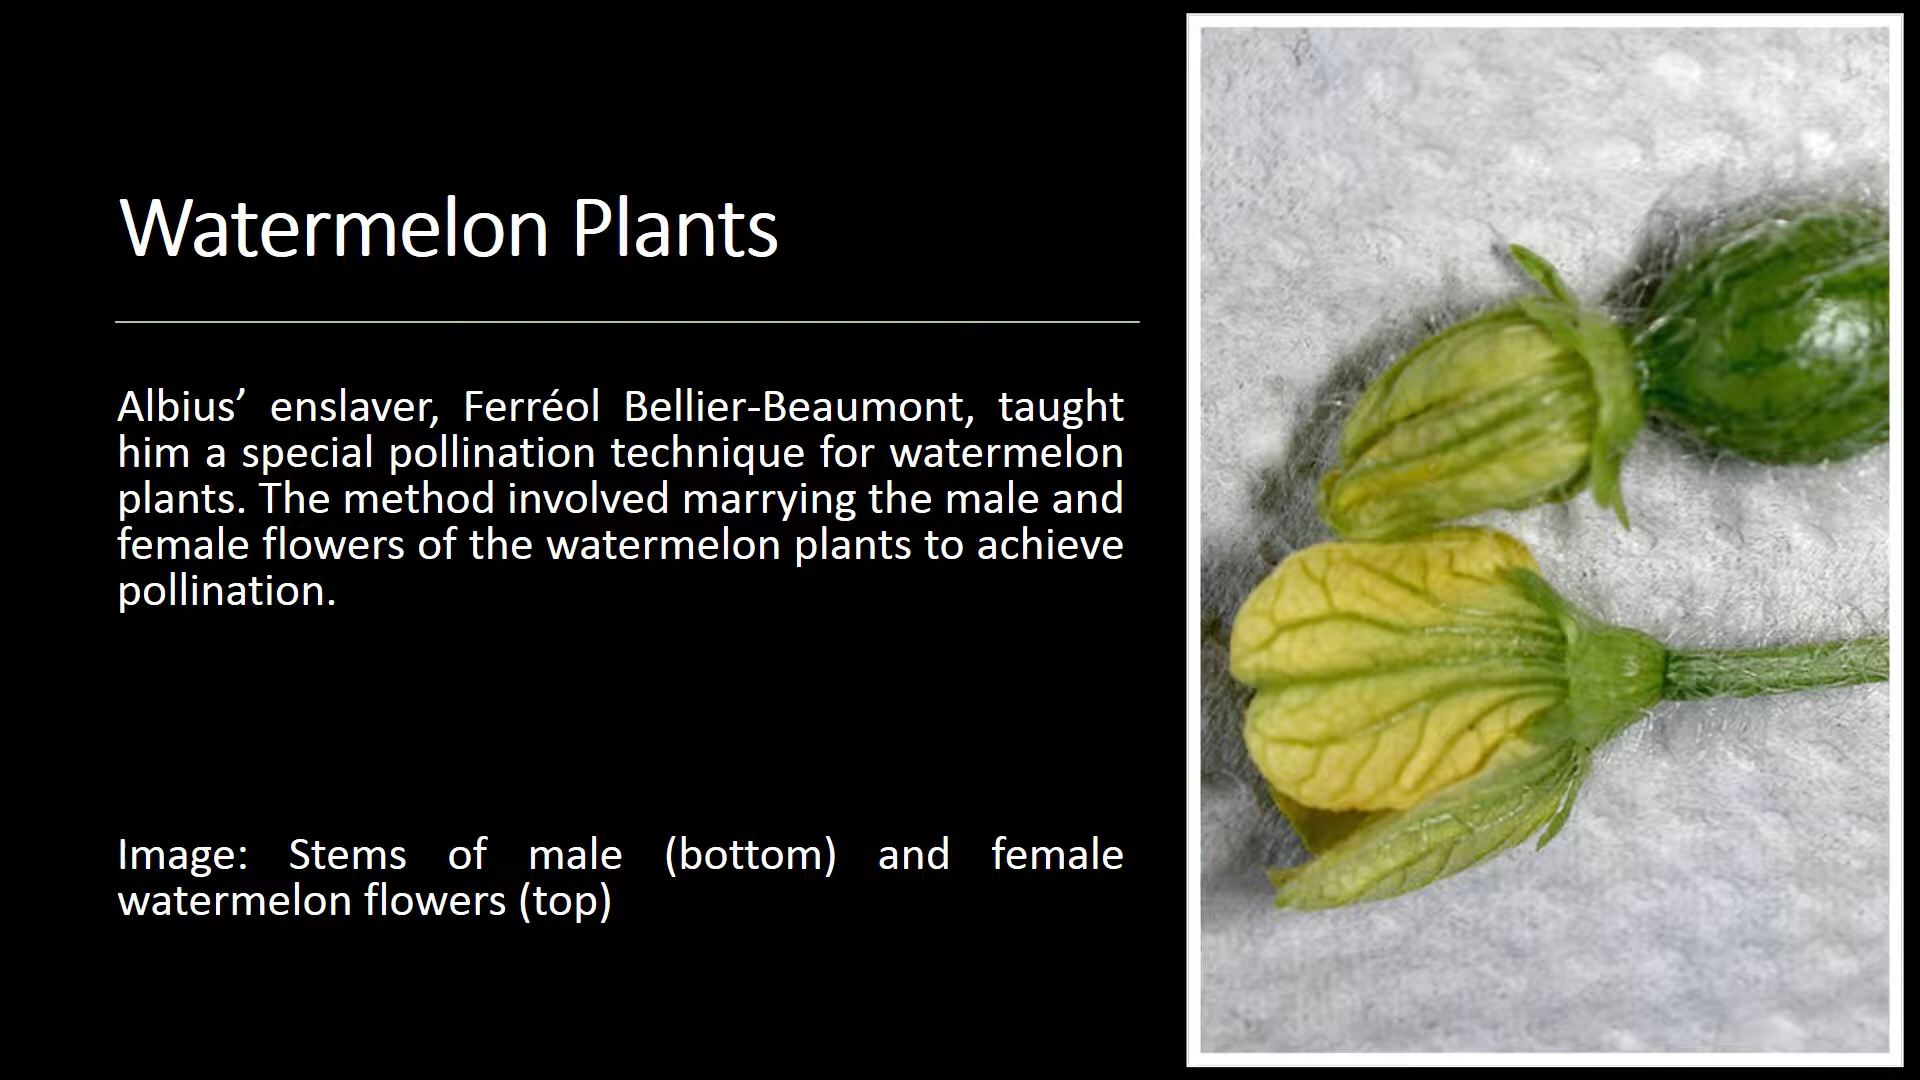 Watermelon Plants
Albius’ enslaver, Ferréol Bellier-Beaumont, taught
him a special pollination technique for watermelon
plants. The method involved marrying the male and
female flowers of the watermelon plants to achieve
pollination.
Image: Stems of male (bottom) and female
watermelon flowers (top)